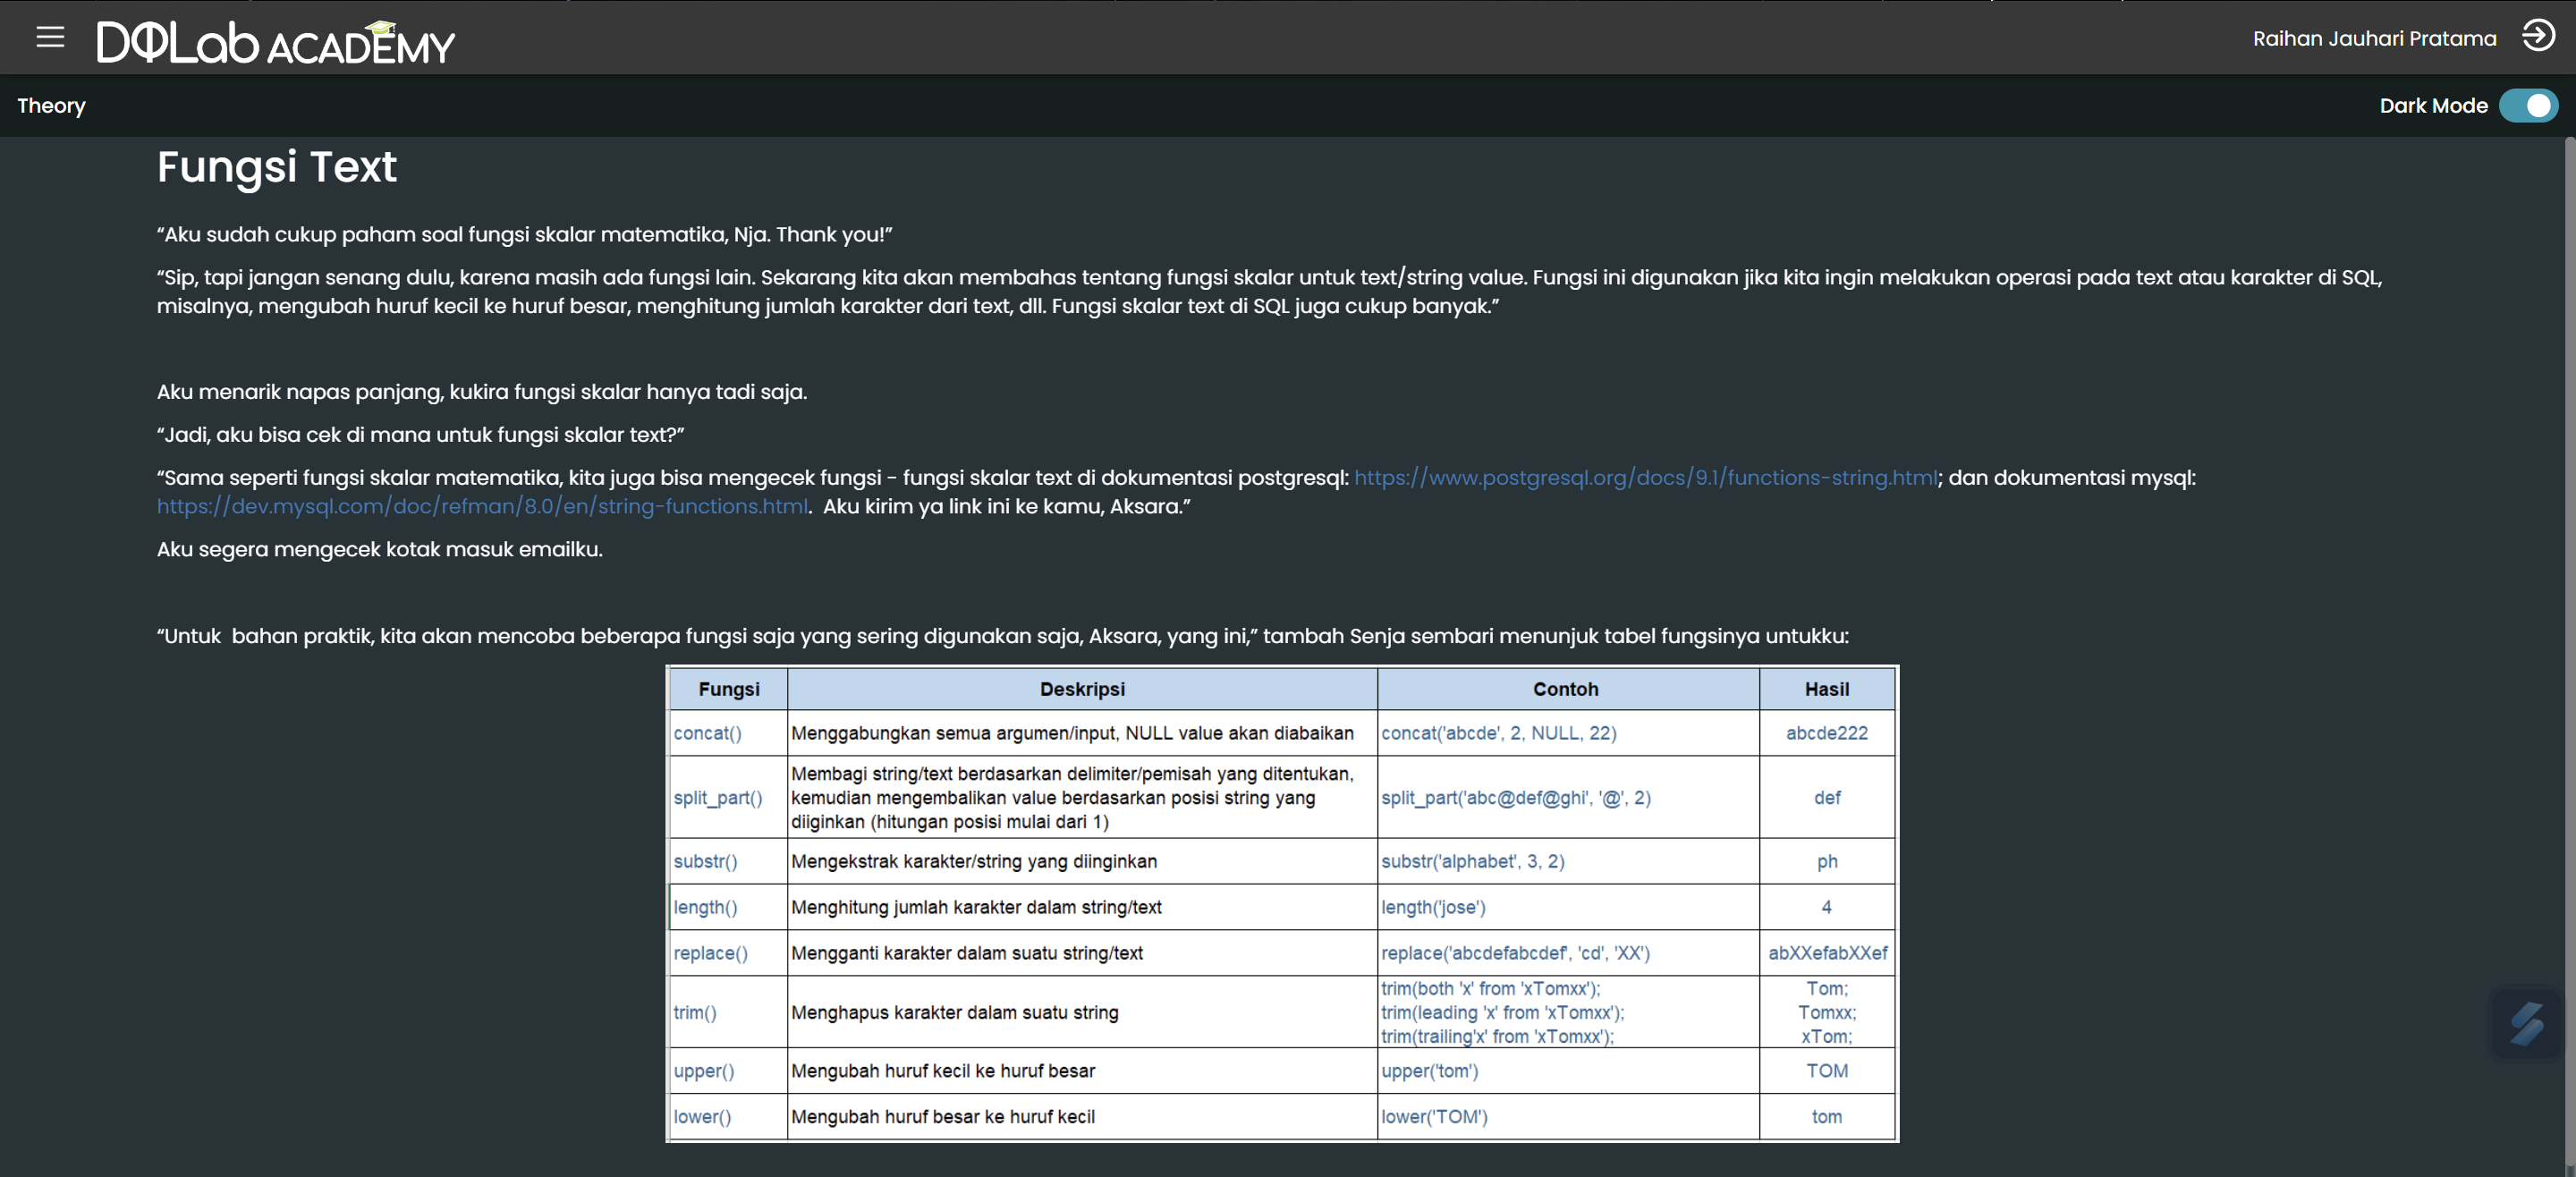 DQLab ACADEMY
Raihan Jauhari Pratama
Theory
Dark Mode
Fungsi Text
“Aku sudah cukup paham soal fungsi skalar matematika, Nja. Thank you!”
“Sip, tapi jangan senang dulu, karena masih ada fungsi lain. Sekarang kita akan membahas tentang fungsi skalar untuk text/string value. Fungsi ini digunakan jika kita ingin melakukan operasi pada text atau karakter di SQL,
misalnya, mengubah huruf kecil ke huruf besar, menghitung jumlah karakter dari text, dll. Fungsi skalar text di SQL juga cukup banyak.”
Aku menarik napas panjang, kukira fungsi skalar hanya tadi saja.
“Jadi, aku bisa cek di mana untuk fungsi skalar text?”
“Sama seperti fungsi skalar matematika, kita juga bisa mengecek fungsi - fungsi skalar text di dokumentasi postgresql: https://www.postgresql.org/docs/9.1/functions-string.html; dan dokumentasi mysql:
https://dev.mysql.com/doc/refman/8.0/en/string-functions.html.  Aku kirim ya link ini ke kamu, Aksara.”
Aku segera mengecek kotak masuk emailku.
“Untuk  bahan praktik, kita akan mencoba beberapa fungsi saja yang sering digunakan saja, Aksara, yang ini,” tambah Senja sembari menunjuk tabel fungsinya untukku:
Fungsi Deskripsi Contoh Hasil
concat() Menggabungkan semua argumen/input, NULL value akan diabaikan concat('abcde', 2, NULL, 22) abcde222
Membagi string/text berdasarkan delimiter/pemisah yang ditentukan,
split_part() kemudian mengembalikan value berdasarkan posisi string yang split_part('abc@def@ghi', '@', 2) def
diiginkan (hitungan posisi mulai dari 1)
substr() Mengekstrak karakter/string yang diinginkan substr('alphabet', 3, 2) ph
length() Menghitung jumlah karakter dalam string/text length('jose') 4
replace() Mengganti karakter dalam suatu string/text replace('abcdefabcdef', 'cd', 'XX') abXXefabXXef
trim(both 'x' from 'xTomxx'); Tom;
trim() Menghapus karakter dalam suatu string trim(leading 'x' from 'xTomxx'); Tomxx;
trim(trailing'x' from 'xTomxx'); xTom;
upper() Mengubah huruf kecil ke huruf besar upper('tom') TOM
lower() Mengubah huruf besar ke huruf kecil lower('TOM') tom